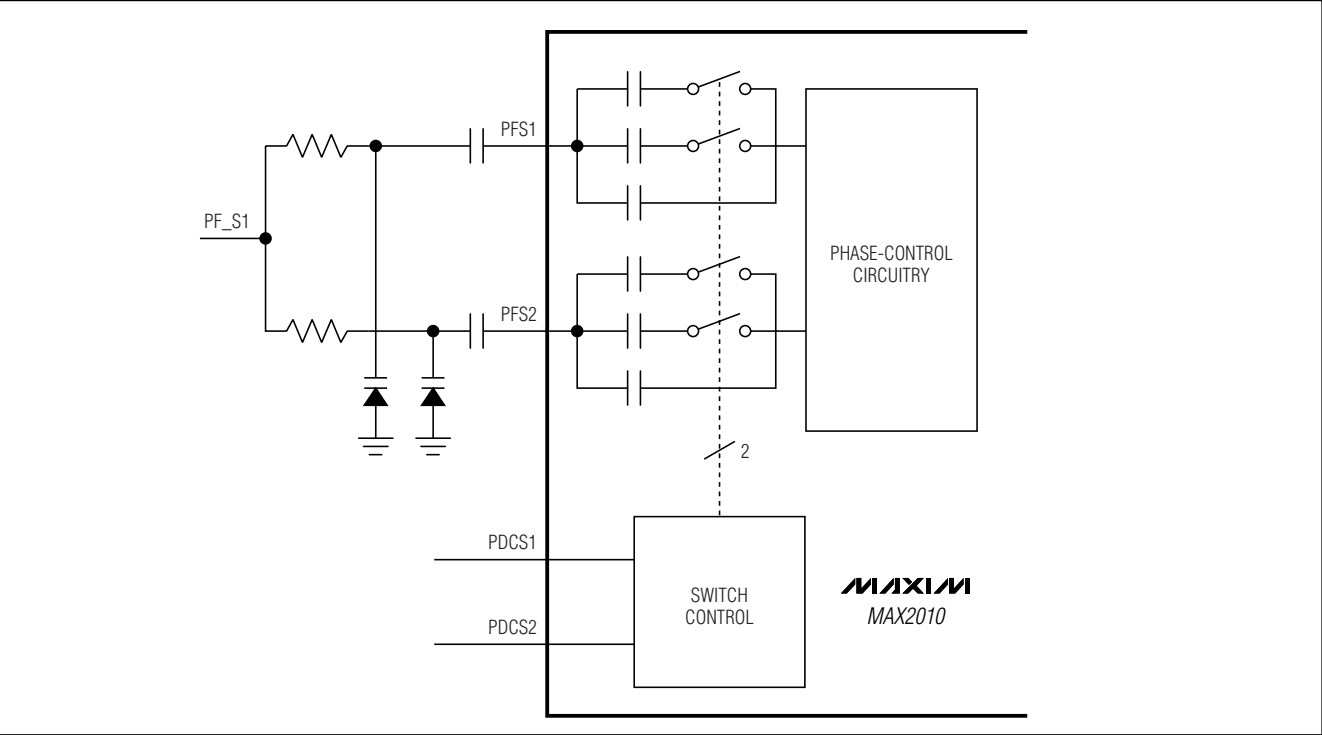 PFS1
PF_S1
PHASE-CONTROL
CIRCUITRY
PFS2
2
PDCS1
SWITCH
CONTROL
PDCS2
MAXIM
MAX2010